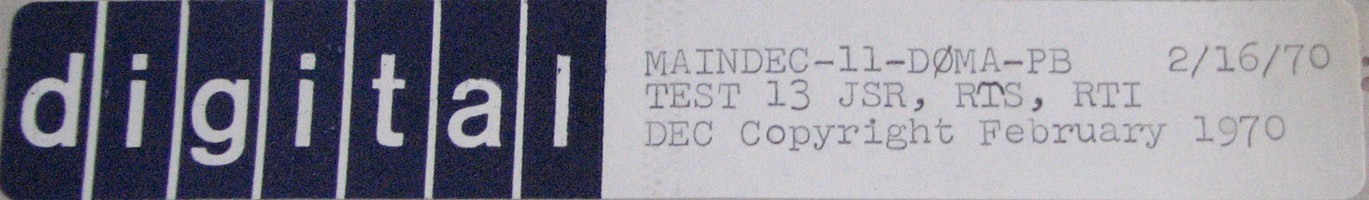 digital
MAINDEC-11-DØMA-PB 2/16/70
TEST 13 JSR, RTS, RTI
DEC Copyright February 1970